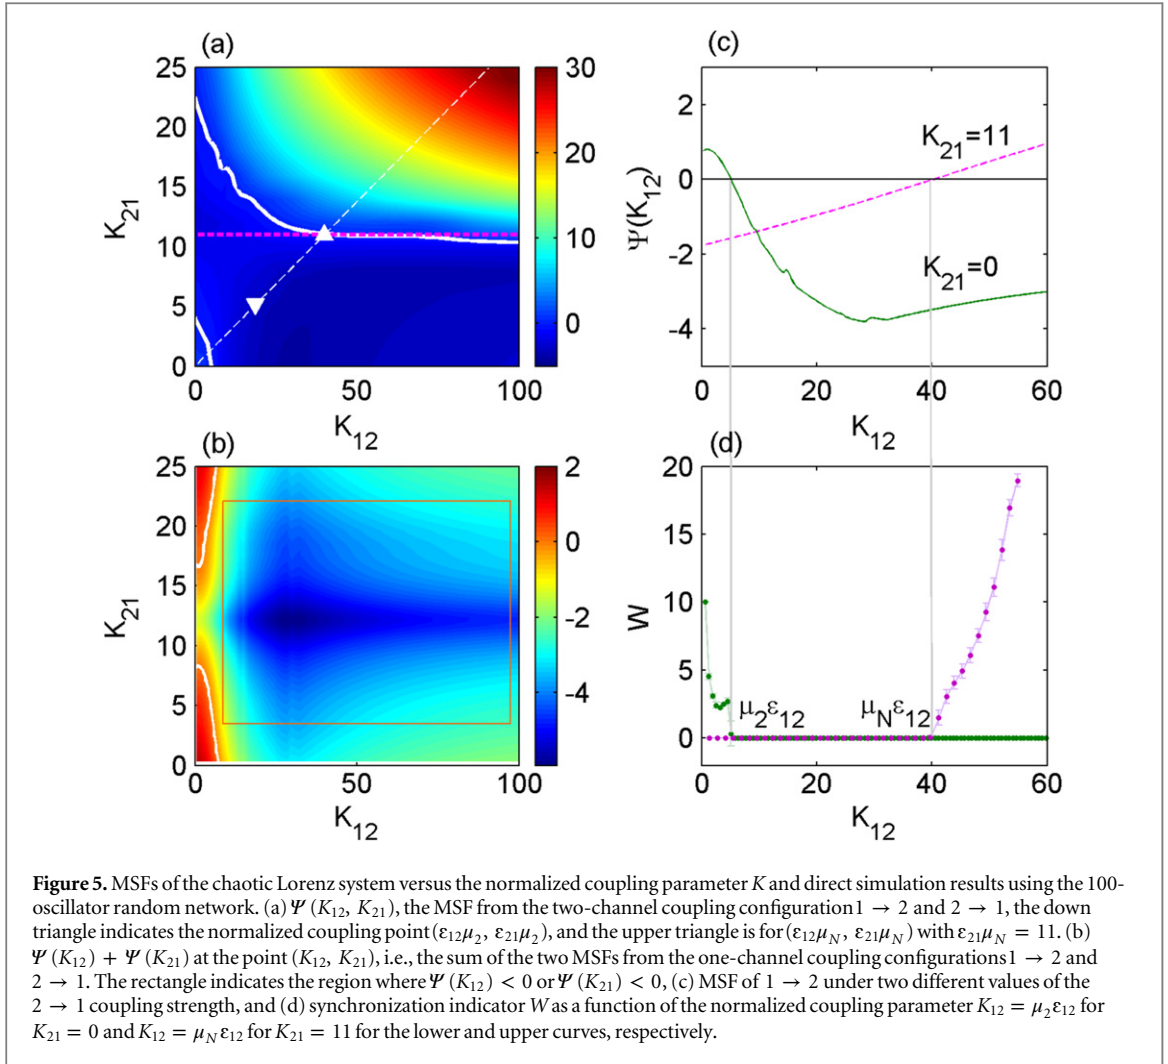 (a)
25
20
15
10
5
0
K21
0 50 100
K12
30
20
10
0
(c)
2
0
-2
-4
Ψ(K12)
K21=11
K21=0
0 20 40 60
K12
(b)
25
20
15
10
5
0
K21
0 50 100
K12
2
0
-2
-4
(d)
20
15
10
5
0
W
μ2ε12
μNε12
0 20 40 60
K12
Figure 5. MSFs of the chaotic Lorenz system versus the normalized coupling parameter K and direct simulation results using the 100-
oscillator random network. (a) Ψ (K12, K21), the MSF from the two-channel coupling configuration1 → 2 and 2 → 1, the down
triangle indicates the normalized coupling point (ε12μ2, ε21μ2), and the upper triangle is for (ε12μN, ε21μN) with ε21μN = 11. (b)
Ψ (K12) + Ψ (K21) at the point (K12, K21), i.e., the sum of the two MSFs from the one-channel coupling configurations1 → 2 and
2 → 1. The rectangle indicates the region where Ψ (K12) < 0 or Ψ (K21) < 0, (c) MSF of 1 → 2 under two different values of the
2 → 1 coupling strength, and (d) synchronization indicator W as a function of the normalized coupling parameter K12 = μ2ε12 for
K21 = 0 and K12 = μNε12 for K21 = 11 for the lower and upper curves, respectively.